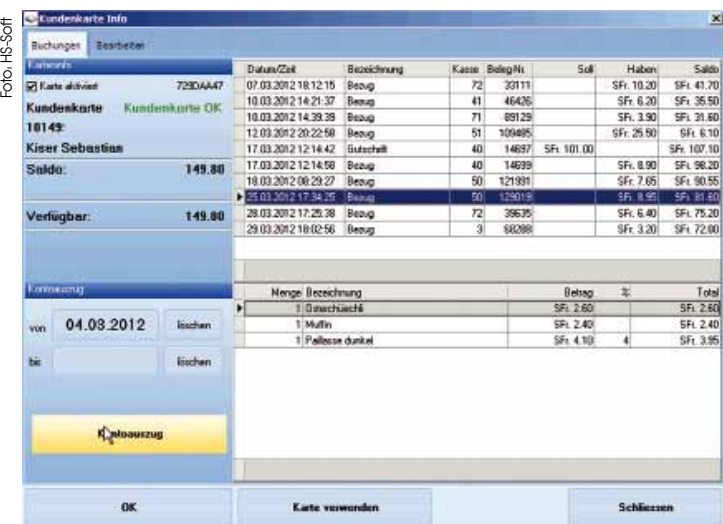 Foto: HS-Soft
Kundenkarte Info
Buchungen Bearbeiten
Karteninfo
Karte aktiviert 729DAA47
Kundenkarte Kundenkarte OK
10149:
Kiser Sebastian
Saldo: 149.80
Verfügbar: 149.80
Datum/Zeit Bezeichnung Kasse Beleg-Nr. Soll Haben Saldo
07.03.2012 18:12:15 Bezug 72 33111 SFr. 10.20 SFr. 41.70
10.03.2012 14:21:37 Bezug 41 46426 SFr. 6.20 SFr. 35.50
10.03.2012 14:39:39 Bezug 71 89129 SFr. 3.90 SFr. 31.60
12.03.2012 20:22:58 Bezug 51 109485 SFr. 25.50 SFr. 6.10
17.03.2012 12:14:42 Gutschrift 40 14697 SFr. 101.00 SFr. 107.10
17.03.2012 12:14:58 Bezug 40 14699 SFr. 8.90 SFr. 98.20
18.03.2012 08:29:27 Bezug 50 121991 SFr. 7.65 SFr. 90.55
25.03.2012 17:34:25 Bezug 50 129019 SFr. 8.95 SFr. 81.60
28.03.2012 17:25:38 Bezug 72 39635 SFr. 6.40 SFr. 75.20
29.03.2012 18:02:56 Bezug 3 68288 SFr. 3.20 SFr. 72.00
Kontoauszug
von 04.03.2012 löschen
bis löschen
Kontoauszug
Menge Bezeichnung Betrag % Total
1 Osterchüechli SFr. 2.60 SFr. 2.60
1 Muffin SFr. 2.40 SFr. 2.40
1 Paillasse dunkel SFr. 4.10 4 SFr. 3.95
OK Karte verwenden Schliessen